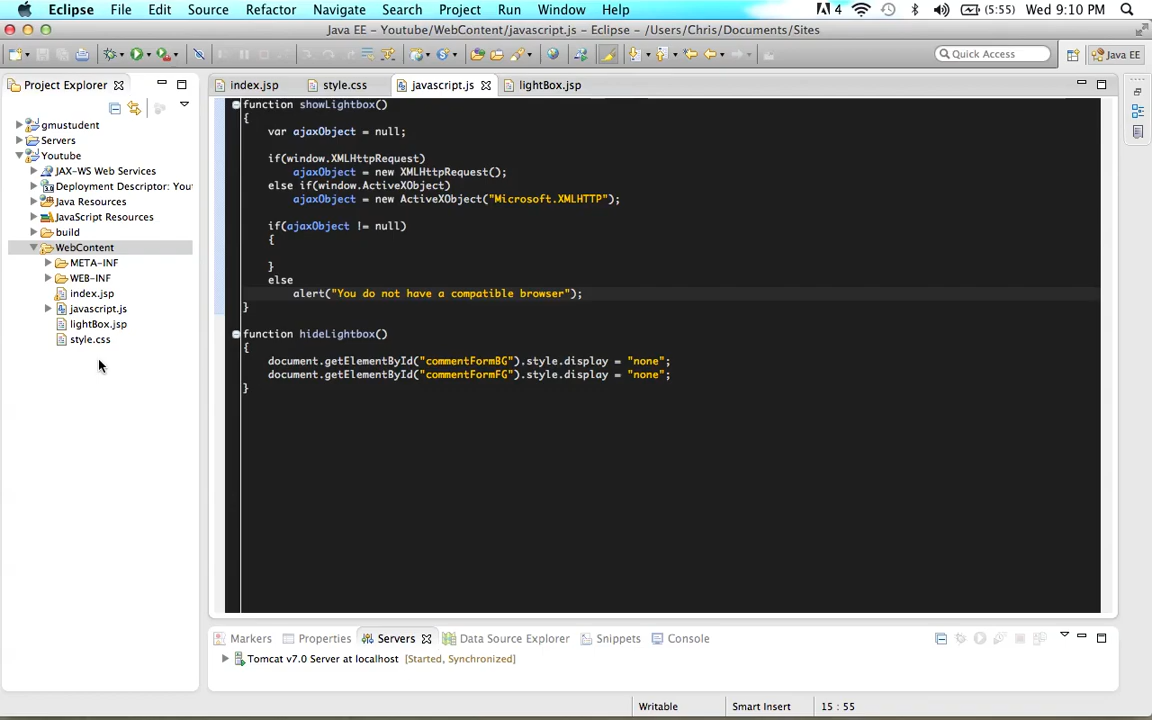 Eclipse File Edit Source Refactor Navigate Search Project Run Window Help 4 (5:55) Wed 9:10 PM
Java EE - Youtube/WebContent/javascript.js - Eclipse - /Users/Chris/Documents/Sites
Quick Access Java EE
Project Explorer
gmustudent
Servers
Youtube
JAX-WS Web Services
Deployment Descriptor: You
Java Resources
JavaScript Resources
build
WebContent
META-INF
WEB-INF
index.jsp
javascript.js
lightBox.jsp
style.css
index.jsp style.css javascript.js lightBox.jsp
function showLightbox()
{
var ajaxObject = null;
if(window.XMLHttpRequest)
ajaxObject = new XMLHttpRequest();
else if(window.ActiveXObject)
ajaxObject = new ActiveXObject("Microsoft.XMLHTTP");
if(ajaxObject != null)
{
}
else
alert("You do not have a compatible browser");
}
function hideLightbox()
{
document.getElementById("commentFormBG").style.display = "none";
document.getElementById("commentFormFG").style.display = "none";
}
Markers Properties Servers Data Source Explorer Snippets Console
Tomcat v7.0 Server at localhost [Started, Synchronized]
Writable Smart Insert 15 : 55